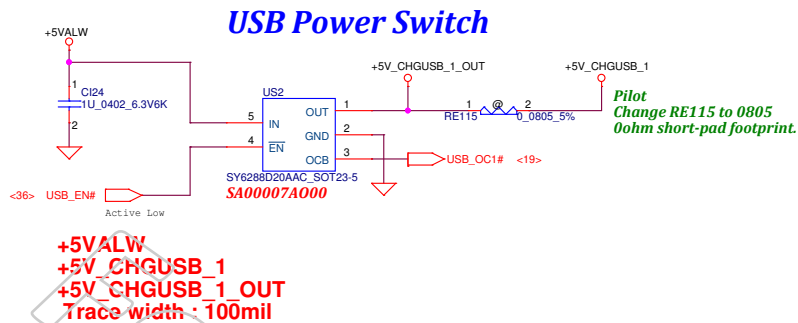 USB Power Switch
+5VALW
+5V_CHGUSB_1_OUT
+5V_CHGUSB_1
1
CI24
1U_0402_6.3V6K
2
US2
5
IN
4
EN
OUT
1
GND
2
OCB
3
SY6288D20AAC_SOT23-5
SA00007AO00
1
@
2
RE115
0_0805_5%
Pilot
Change RE115 to 0805
0ohm short-pad footprint.
USB_OC1# <19>
<36> USB_EN#
Active Low
+5VALW
+5V_CHGUSB_1
+5V_CHGUSB_1_OUT
Trace width : 100mil